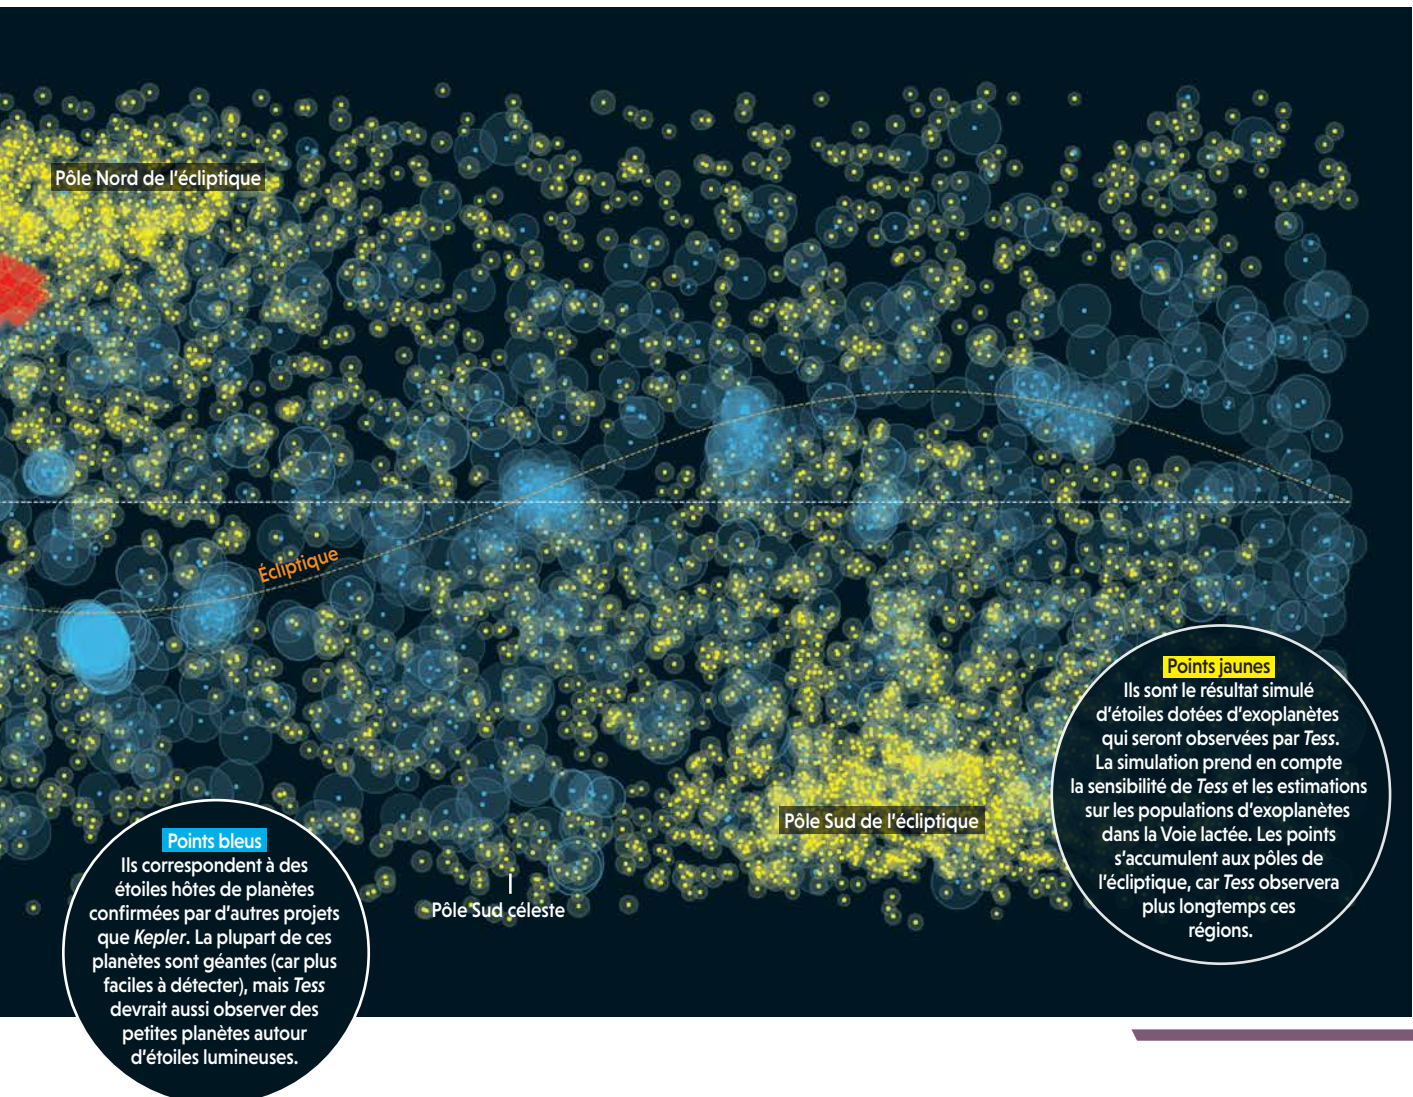 Pôle Nord de l'écliptique
Écliptique
Points jaunes
Ils sont le résultat simulé
d'étoiles dotées d'exoplanètes
qui seront observées par Tess.
La simulation prend en compte
la sensibilité de Tess et les estimations
sur les populations d'exoplanètes
dans la Voie lactée. Les points
s'accumulent aux pôles de
l'écliptique, car Tess observera
plus longtemps ces
régions.
Pôle Sud de l'écliptique
Points bleus
Ils correspondent à des
étoiles hôtes de planètes
confirmées par d'autres projets
que Kepler. La plupart de ces
planètes sont géantes (car plus
faciles à détecter), mais Tess
devrait aussi observer des
petites planètes autour
d'étoiles lumineuses.
Pôle Sud céleste